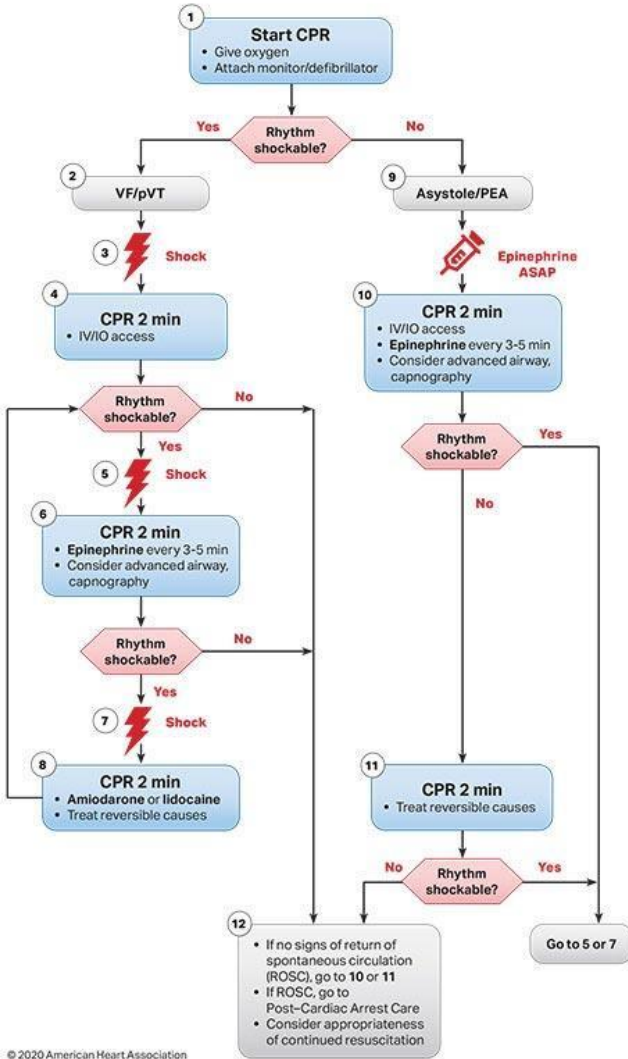 1
Start CPR
• Give oxygen
• Attach monitor/defibrillator
Yes
Rhythm
shockable?
No
2
VF/pVT
3
Shock
4
CPR 2 min
• IV/IO access
Rhythm
shockable?
No
Yes
5
Shock
6
CPR 2 min
• Epinephrine every 3-5 min
• Consider advanced airway,
capnography
Rhythm
shockable?
No
Yes
7
Shock
8
CPR 2 min
• Amiodarone or lidocaine
• Treat reversible causes
9
Asystole/PEA
Epinephrine
ASAP
10
CPR 2 min
• IV/IO access
• Epinephrine every 3-5 min
• Consider advanced airway,
capnography
Rhythm
shockable?
Yes
No
11
CPR 2 min
• Treat reversible causes
No
Rhythm
shockable?
Yes
12
• If no signs of return of
spontaneous circulation
(ROSC), go to 10 or 11
• If ROSC, go to
Post–Cardiac Arrest Care
• Consider appropriateness
of continued resuscitation
Go to 5 or 7
© 2020 American Heart Association